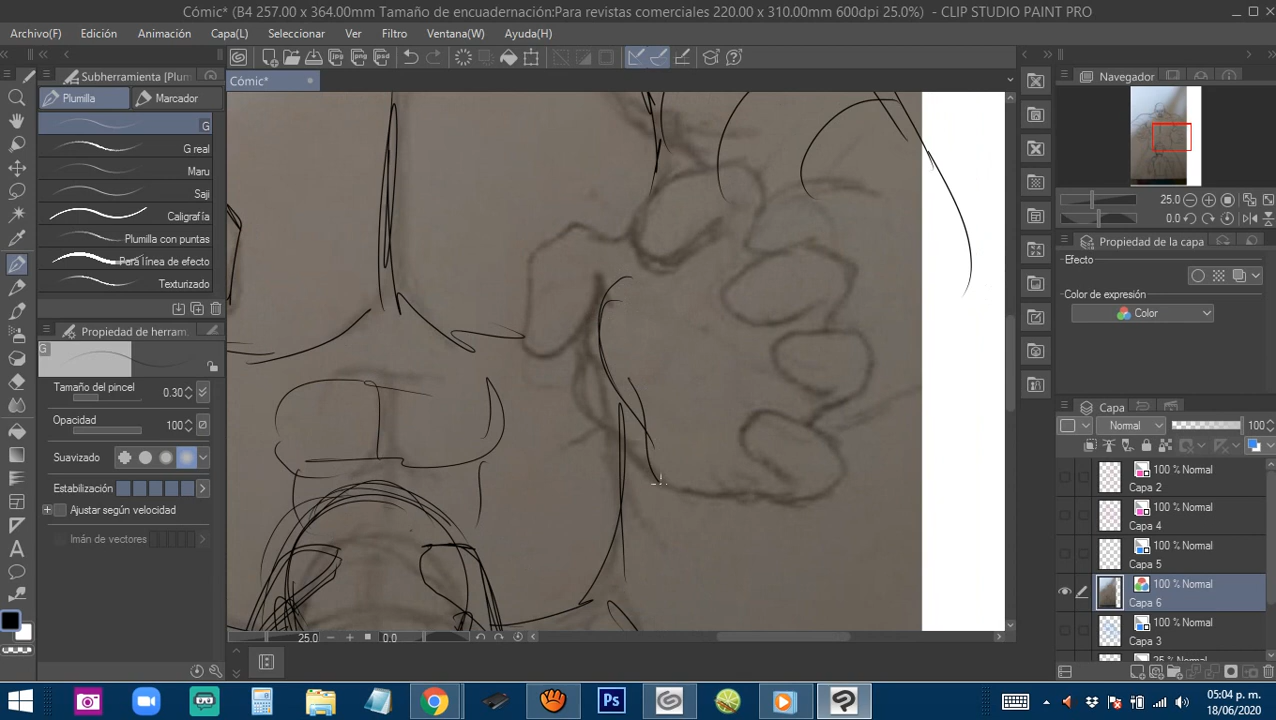 Cómic* (B4 257.00 x 364.00mm Tamaño de encuadernación:Para revistas comerciales 220.00 x 310.00mm 600dpi 25.0%) - CLIP STUDIO PAINT PRO
Archivo(F) Edición Animación Capa(L) Seleccionar Ver Filtro Ventana(W) Ayuda(H)
Subherramienta (Plum
Cómic*
Navegador
Plumilla Marcador
G
G real
Maru
Saji
Caligrafía
Plumilla con puntas
Para línea de efecto
Texturizado
25.0
0.0
Propiedad de la capa
Efecto
Color de expresión
Color
Propiedad de herram
G
Tamaño del pincel 0.30
Opacidad 100
Suavizado
Estabilización
Ajustar según velocidad
Imán de vectores
Capa
Normal 100
100 % Normal
Capa 2
100 % Normal
Capa 4
100 % Normal
Capa 5
100 % Normal
Capa 6
100 % Normal
Capa 3
25 % Normal
25.0 0.0
Ps
05:04 p. m.
18/06/2020